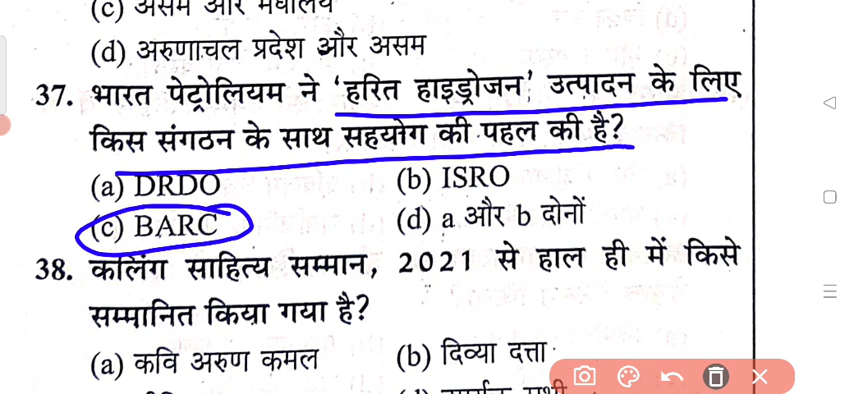 (c) असम और मेघालय
(d) अरुणाचल प्रदेश और असम
37. भारत पेट्रोलियम ने 'हरित हाइड्रोजन' उत्पादन के लिए
किस संगठन के साथ सहयोग की पहल की है?
(a) DRDO (b) ISRO
(c) BARC (d) a और b दोनों
38. कलिंग साहित्य सम्मान, 2021 से हाल ही में किसे
सम्मानित किया गया है?
(a) कवि अरुण कमल (b) दिव्या दत्ता